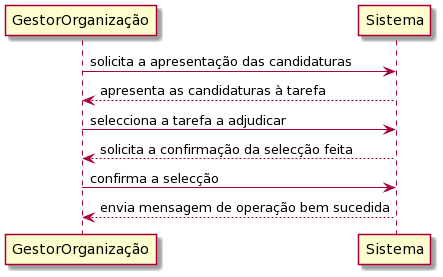 GestorOrganização
Sistema
solicita a apresentação das candidaturas
apresenta as candidaturas à tarefa
selecciona a tarefa a adjudicar
solicita a confirmação da selecção feita
confirma a selecção
envia mensagem de operação bem sucedida
GestorOrganização
Sistema